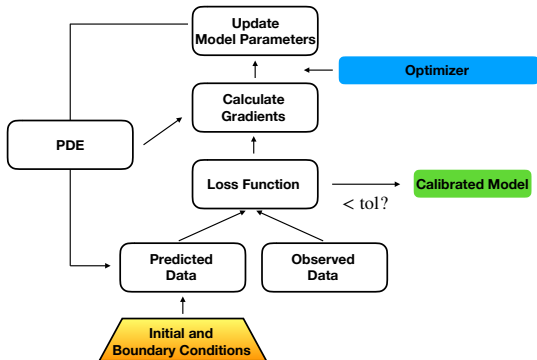 Update
Model Parameters
Optimizer
Calculate
Gradients
PDE
Loss Function
< tol?
Calibrated Model
Predicted
Data
Observed
Data
Initial and
Boundary Conditions